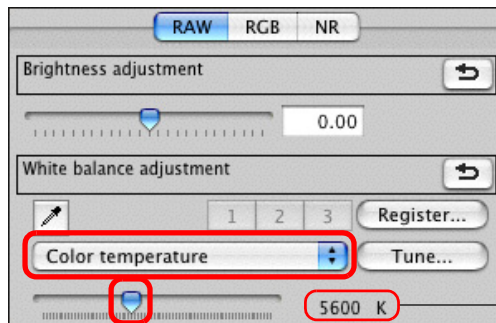 RAW RGB NR
Brightness adjustment
0.00
White balance adjustment
1 2 3 Register...
Color temperature Tune...
5600 K